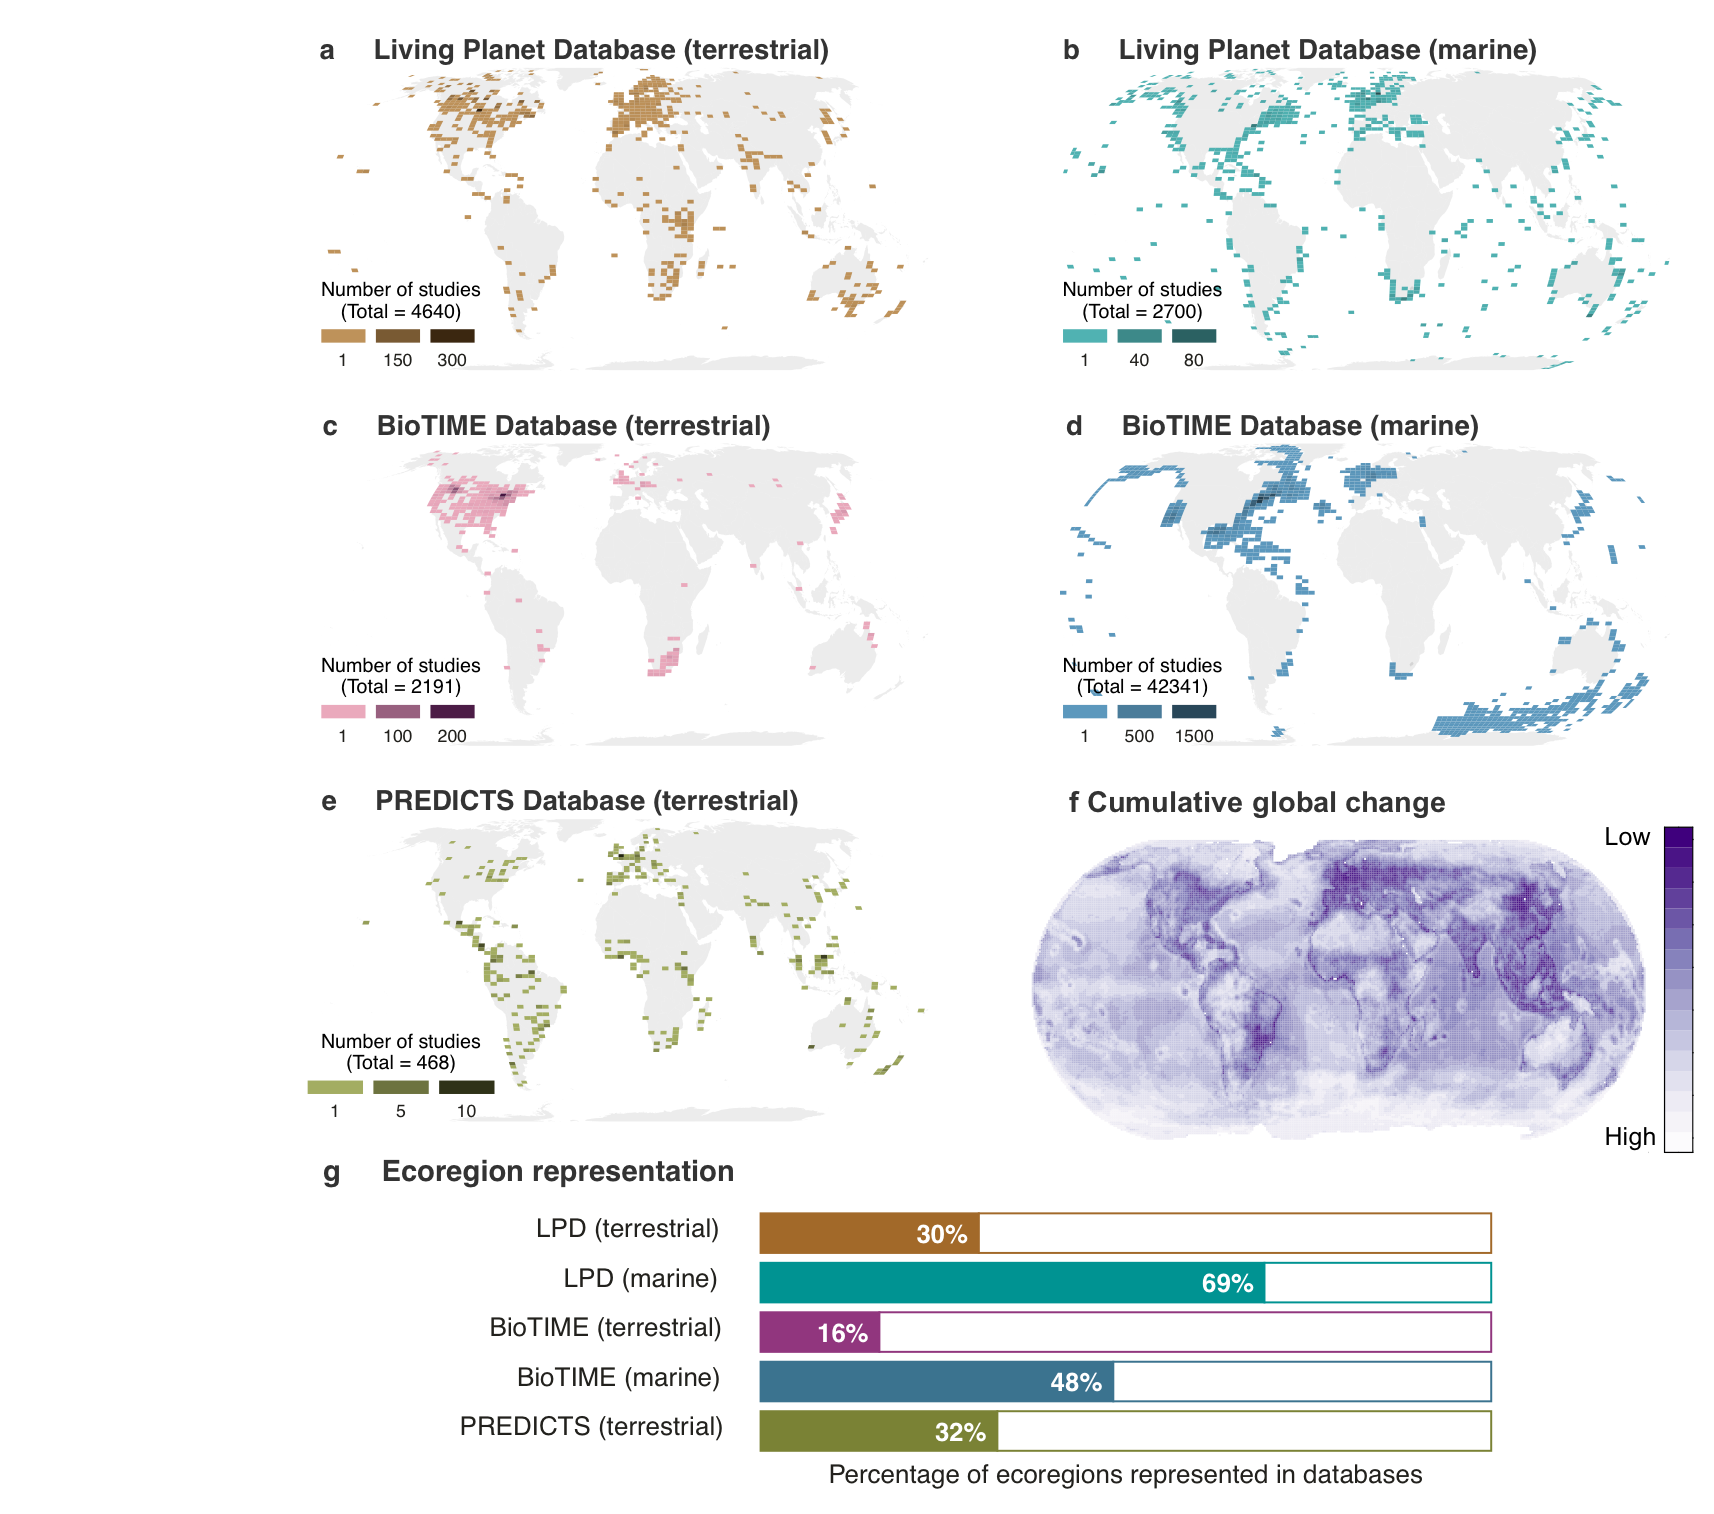 a Living Planet Database (terrestrial)
Number of studies
(Total = 4640)
1 150 300
b Living Planet Database (marine)
Number of studies
(Total = 2700)
1 40 80
c BioTIME Database (terrestrial)
Number of studies
(Total = 2191)
1 100 200
d BioTIME Database (marine)
Number of studies
(Total = 42341)
1 500 1500
e PREDICTS Database (terrestrial)
Number of studies
(Total = 468)
1 5 10
f Cumulative global change
Low
High
g Ecoregion representation
LPD (terrestrial) 30%
LPD (marine) 69%
BioTIME (terrestrial) 16%
BioTIME (marine) 48%
PREDICTS (terrestrial) 32%
Percentage of ecoregions represented in databases